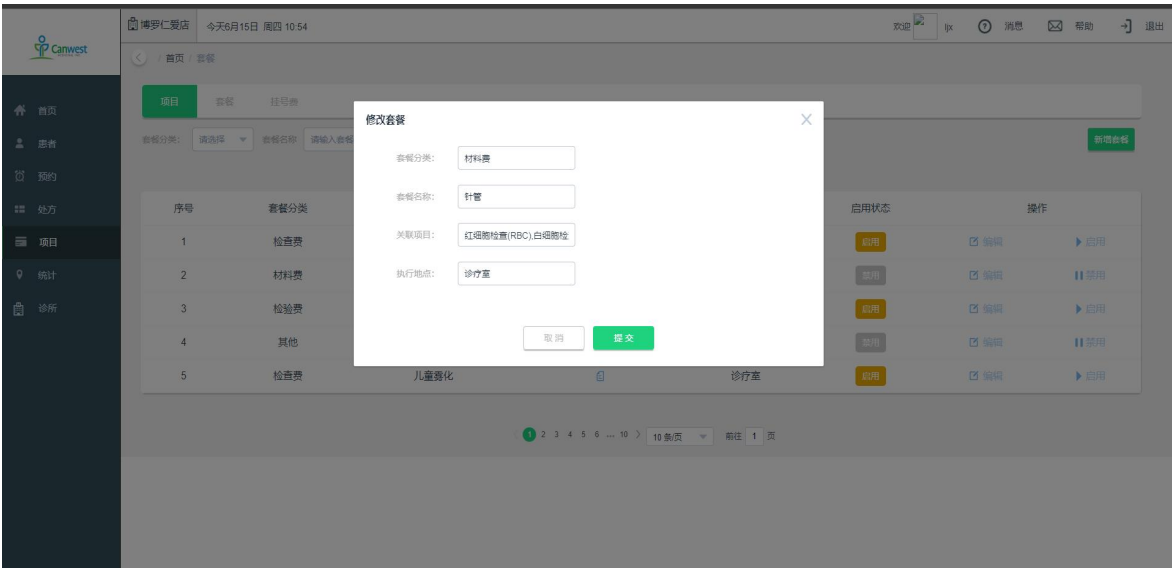 博罗仁爱店 今天6月15日 周四 10:54 欢迎 ljx 消息 帮助 退出
Canwest
/ 首页 / 套餐
首页
患者
预约
处方
项目
统计
诊所
项目 套餐 挂号费
套餐分类: 请选择 套餐名称 请输入套餐 新增套餐
修改套餐
套餐分类: 材料费
套餐名称: 针管
关联项目: 红细胞检查(RBC),白细胞检
执行地点: 诊疗室
取消 提交
序号 套餐分类 启用状态 操作
1 检查费 启用 编辑 启用
2 材料费 禁用 编辑 禁用
3 检验费 启用 编辑 启用
4 其他 禁用 编辑 禁用
5 检查费 儿童雾化 诊疗室 启用 编辑 启用
1 2 3 4 5 6 ... 10 10 条/页 前往 1 页